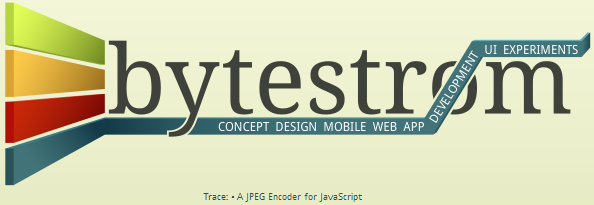 bytestrom
CONCEPT DESIGN MOBILE WEB APP DEVELOPMENT UI EXPERIMENTS
Trace: • A JPEG Encoder for JavaScript